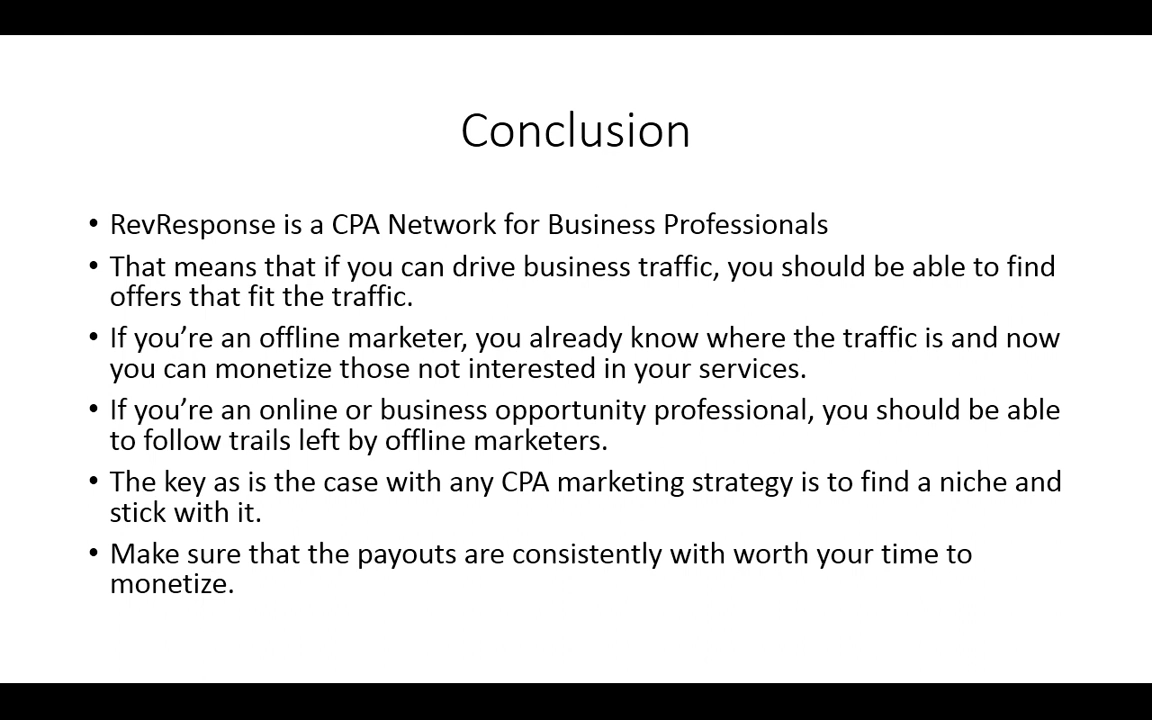 Conclusion
• RevResponse is a CPA Network for Business Professionals
• That means that if you can drive business traffic, you should be able to find
offers that fit the traffic.
• If you’re an offline marketer, you already know where the traffic is and now
you can monetize those not interested in your services.
• If you’re an online or business opportunity professional, you should be able
to follow trails left by offline marketers.
• The key as is the case with any CPA marketing strategy is to find a niche and
stick with it.
• Make sure that the payouts are consistently with worth your time to
monetize.